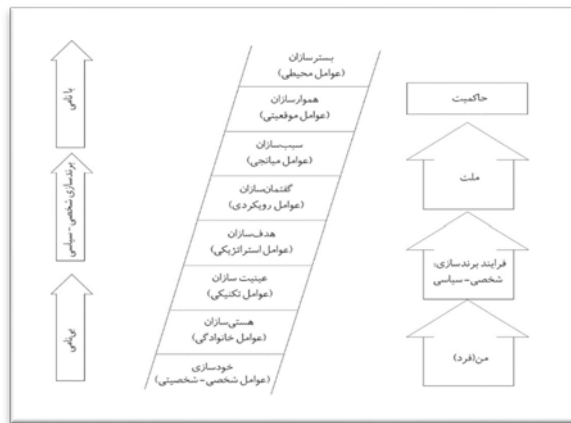 حاکمیت
ملت
فرایند برندسازی:
شخصی-سیاسی
من(فرد)
بسترسازان
(عوامل محیطی)
هموارسازان
(عوامل موقعیتی)
سبب‌سازان
(عوامل میانجی)
گفتمان‌سازان
(عوامل رویکردی)
هدف‌سازان
(عوامل استراتژیکی)
عینیت سازان
(عوامل تکنیکی)
هستی‌سازان
(عوامل خانوادگی)
خودسازی
(عوامل شخصی-شخصیتی)
با نامی
برندسازی شخصی-سیاسی
بی‌نامی